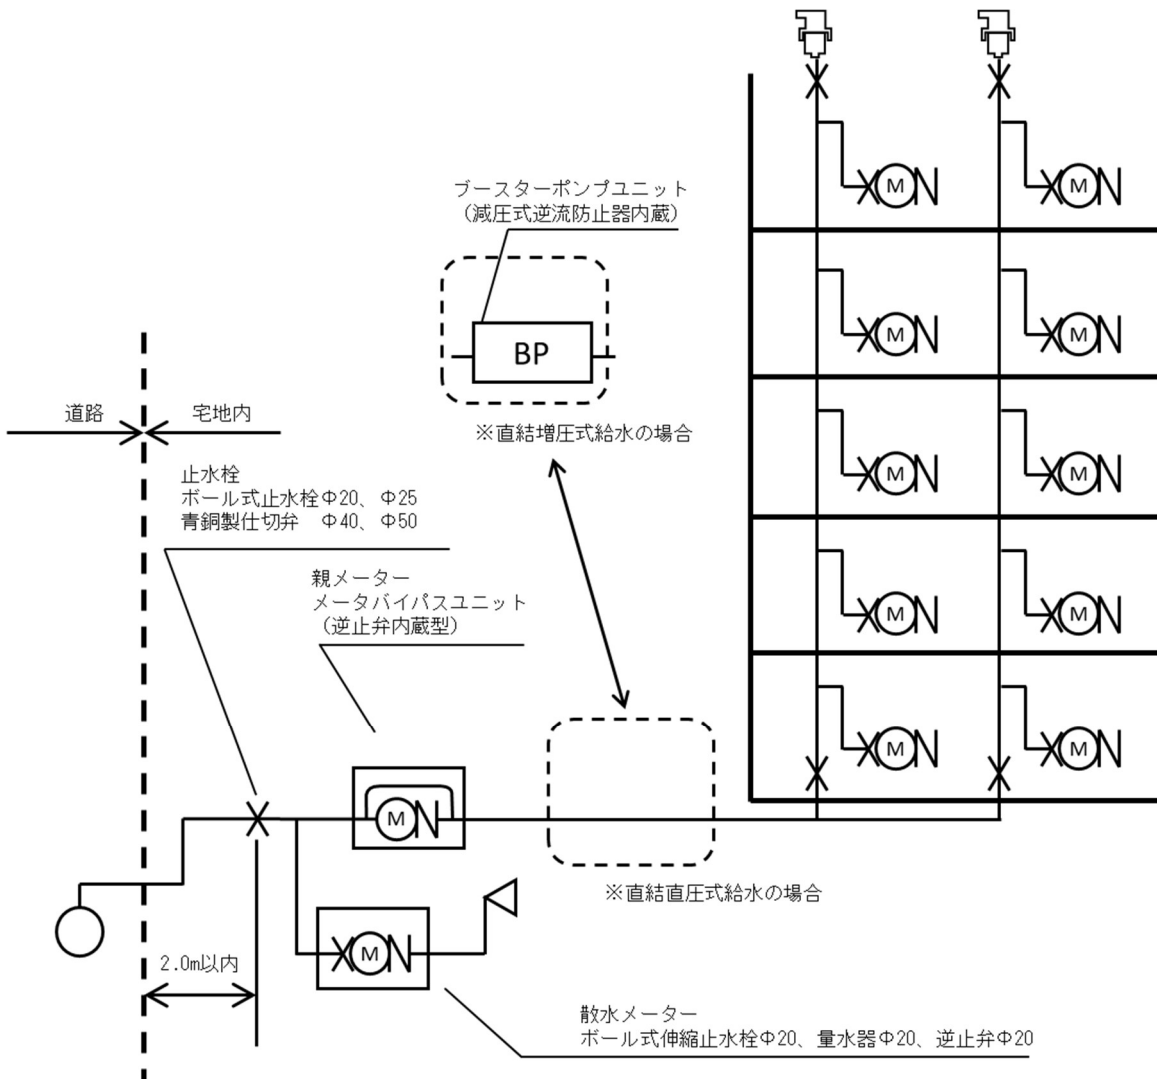 M M
ブースターポンプユニット
（減圧式逆流防止器内蔵）
M M
BP
道路 宅地内
※直結増圧式給水の場合
止水栓
ボール式止水栓Φ20、Φ25
青銅製仕切弁　Φ40、Φ50
M M
親メーター
メータバイパスユニット
（逆止弁内蔵型）
M M
M M
M
※直結直圧式給水の場合
M
2.0m以内
散水メーター
ボール式伸縮止水栓Φ20、量水器Φ20、逆止弁Φ20